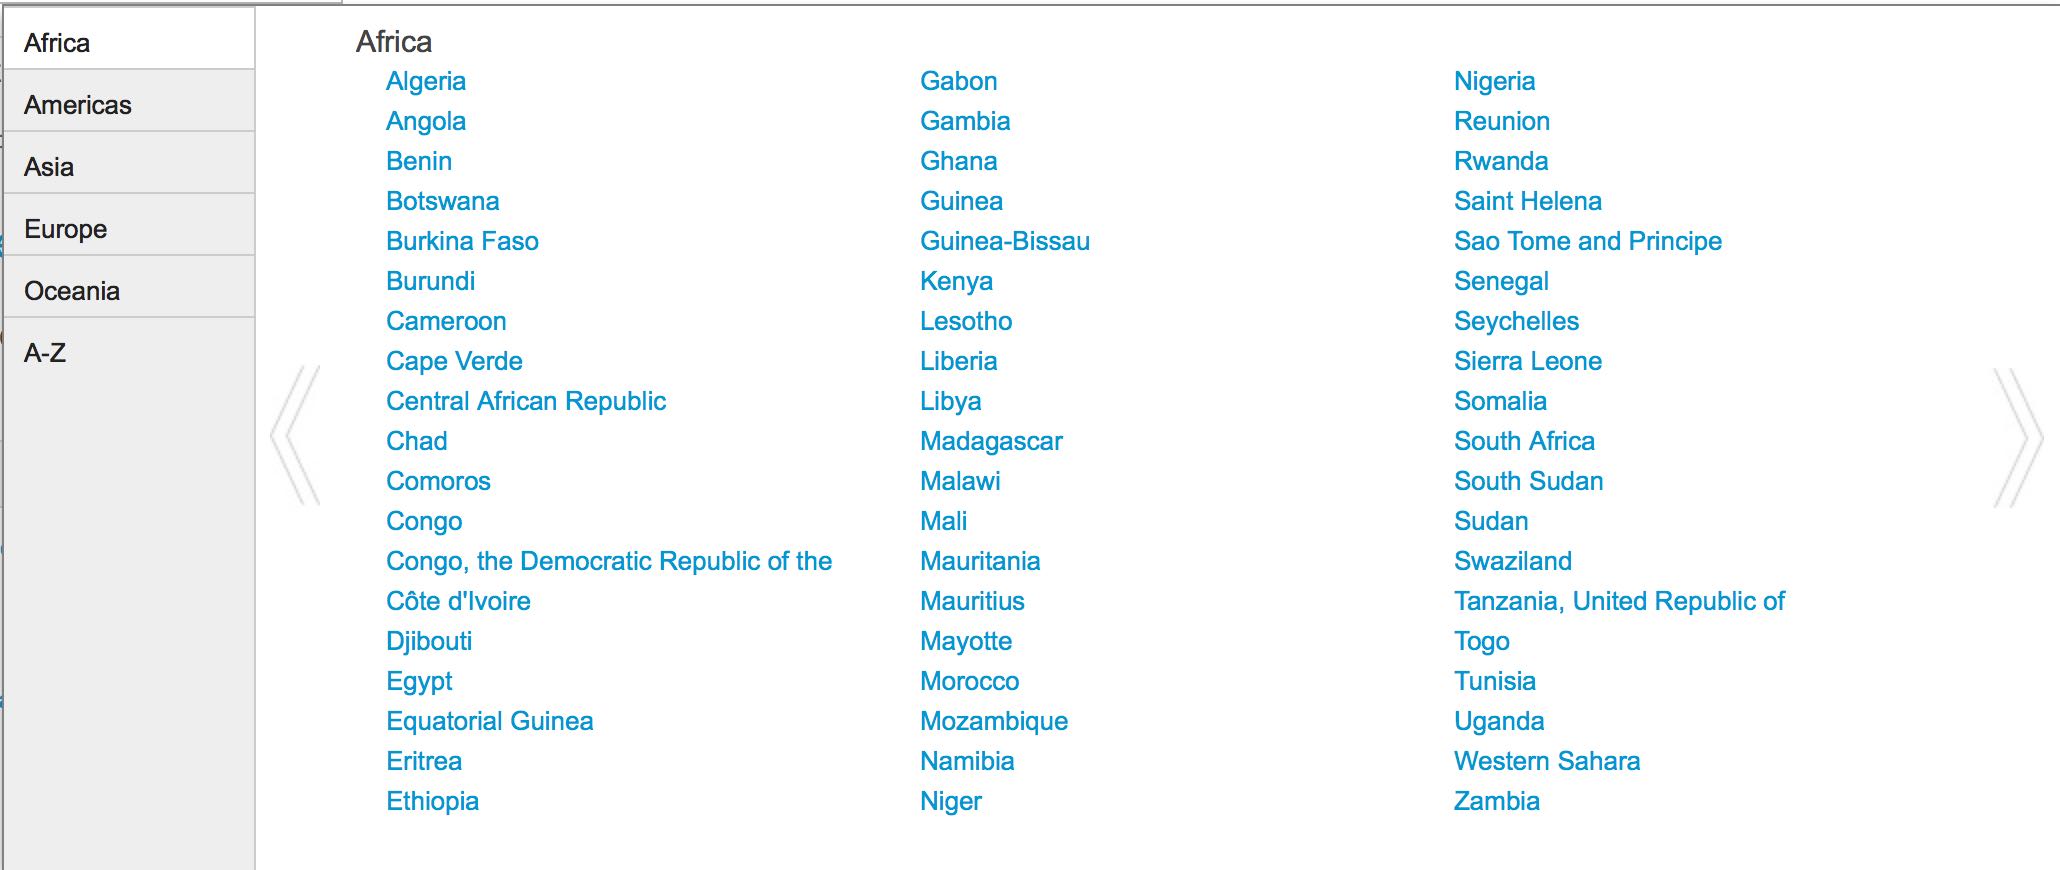 Africa
Americas
Asia
Europe
Oceania
A-Z
Africa
Algeria
Angola
Benin
Botswana
Burkina Faso
Burundi
Cameroon
Cape Verde
Central African Republic
Chad
Comoros
Congo
Congo, the Democratic Republic of the
Côte d'Ivoire
Djibouti
Egypt
Equatorial Guinea
Eritrea
Ethiopia
Gabon
Gambia
Ghana
Guinea
Guinea-Bissau
Kenya
Lesotho
Liberia
Libya
Madagascar
Malawi
Mali
Mauritania
Mauritius
Mayotte
Morocco
Mozambique
Namibia
Niger
Nigeria
Reunion
Rwanda
Saint Helena
Sao Tome and Principe
Senegal
Seychelles
Sierra Leone
Somalia
South Africa
South Sudan
Sudan
Swaziland
Tanzania, United Republic of
Togo
Tunisia
Uganda
Western Sahara
Zambia